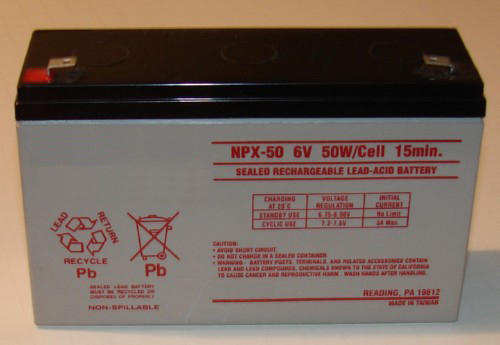 NPX-50 6V 50W/Cell 15min.
SEALED RECHARGEABLE LEAD-ACID BATTERY
CHARGING AT 25°C VOLTAGE REGULATION INITIAL CURRENT
STANDBY USE 6.75-6.90V No Limit
CYCLIC USE 7.2-7.5V 3A Max.
CAUTION:
• AVOID SHORT CIRCUIT.
• DO NOT CHARGE IN A SEALED CONTAINER.
• WARNING - BATTERY POSTS, TERMINALS, AND RELATED ACCESSORIES CONTAIN
LEAD AND LEAD COMPOUNDS, CHEMICALS KNOWN TO THE STATE OF CALIFORNIA
TO CAUSE CANCER AND REPRODUCTIVE HARM. WASH HANDS AFTER HANDLING.
READING, PA 19612
MADE IN TAIWAN
LEAD
RETURN
RECYCLE
Pb
Pb
SEALED LEAD BATTERY
MUST BE RECYCLED OR
DISPOSED OF PROPERLY
NON-SPILLABLE